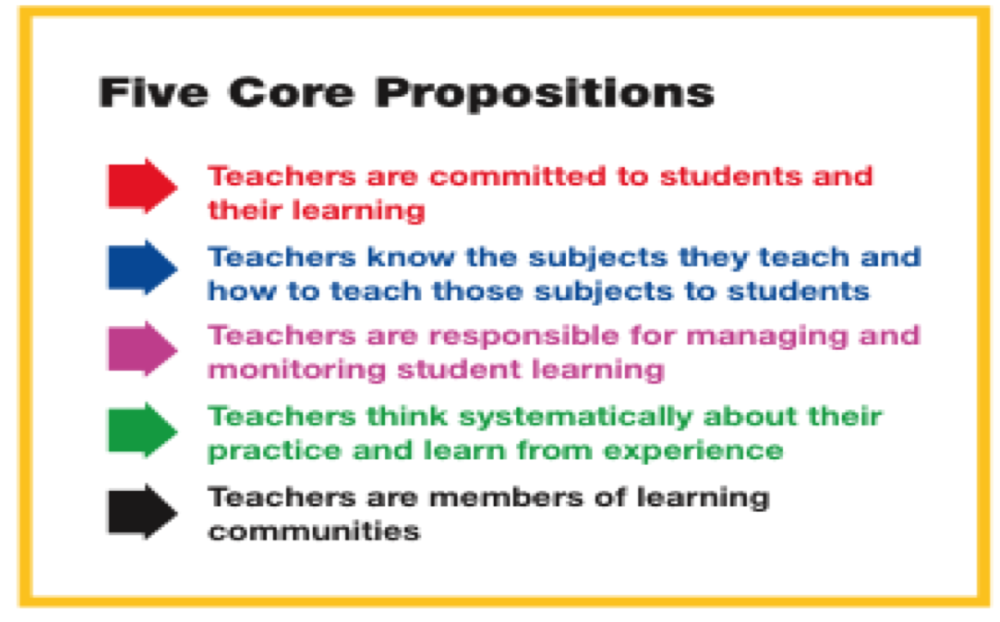 Five Core Propositions
Teachers are committed to students and
their learning
Teachers know the subjects they teach and
how to teach those subjects to students
Teachers are responsible for managing and
monitoring student learning
Teachers think systematically about their
practice and learn from experience
Teachers are members of learning
communities